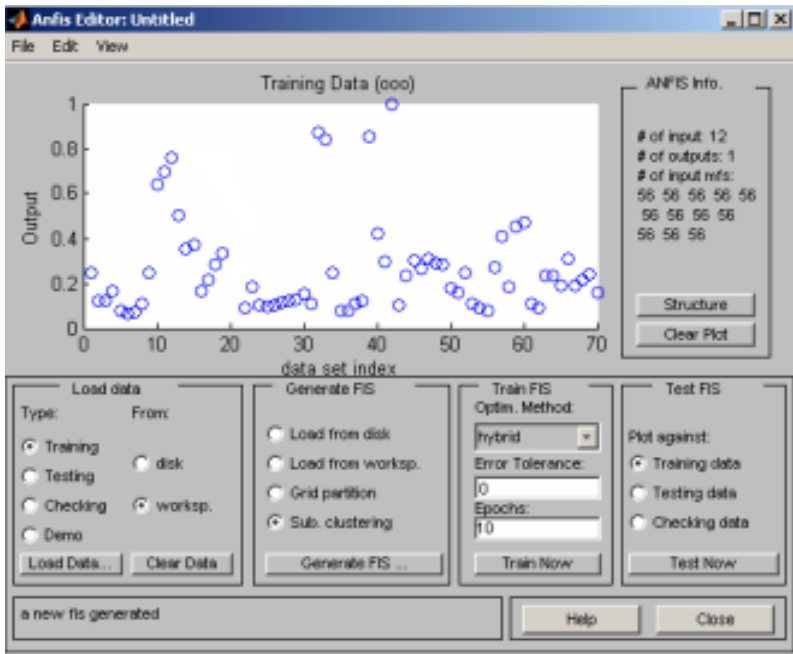 Anfis Editor: Untitled
File Edit View
Training Data (ooo)
1
0.8
0.6
0.4
0.2
0
Output
0 10 20 30 40 50 60 70
data set index
ANFIS Info.
# of input: 12
# of outputs: 1
# of input mfs:
56 56 56 56 56
56 56 56 56
56 56 56
Structure
Clear Plot
Load data
Type: From:
Training
Testing
Checking
Demo
disk
worksp.
Load Data...
Clear Data
Generate FIS
Load from disk
Load from worksp.
Grid partition
Sub. clustering
Generate FIS ...
Train FIS
Optim. Method:
hybrid
Error Tolerance:
0
Epochs:
10
Train Now
Test FIS
Plot against:
Training data
Testing data
Checking data
Test Now
a new fis generated
Help
Close